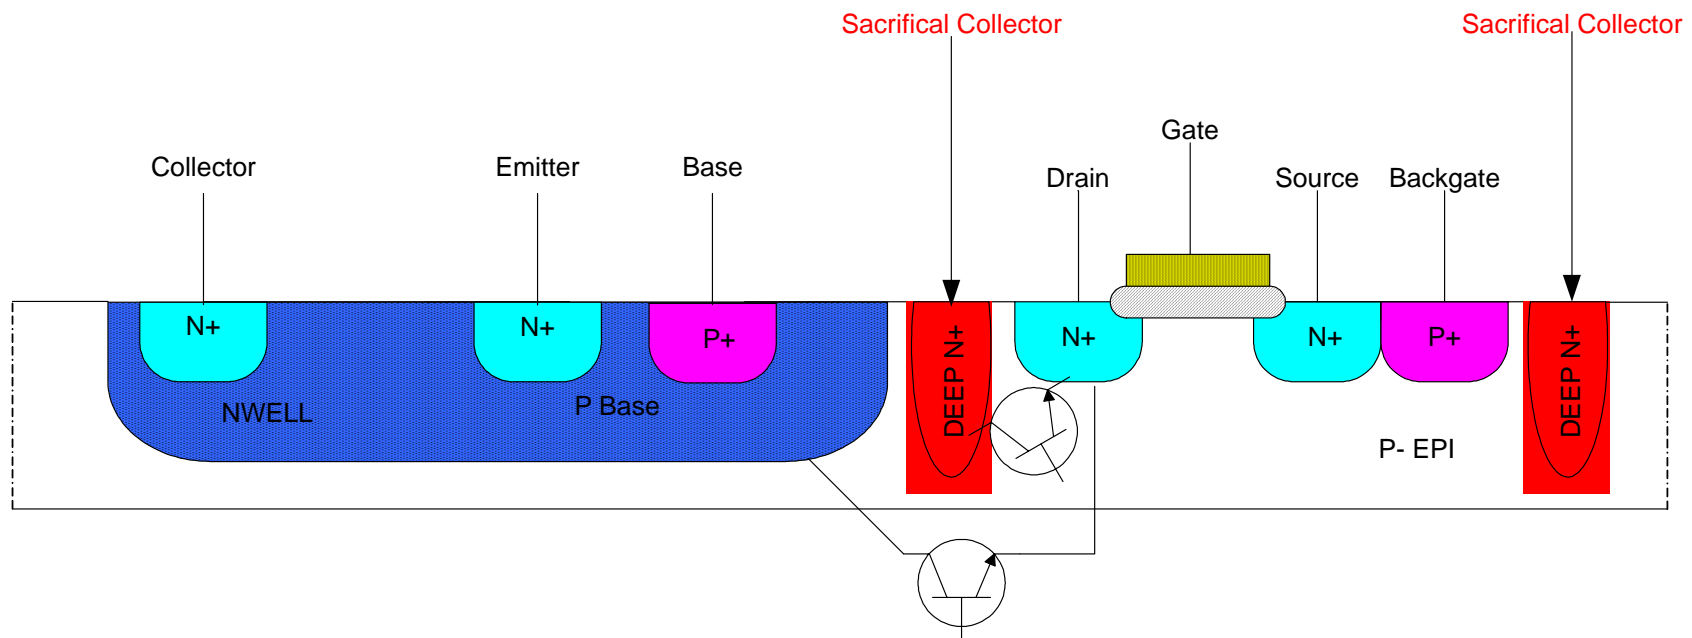 Sacrifical Collector
Sacrifical Collector
Gate
Collector
Emitter
Base
Drain
Source
Backgate
N+
N+
P+
DEEP N+
N+
N+
P+
DEEP N+
NWELL
P Base
P- EPI